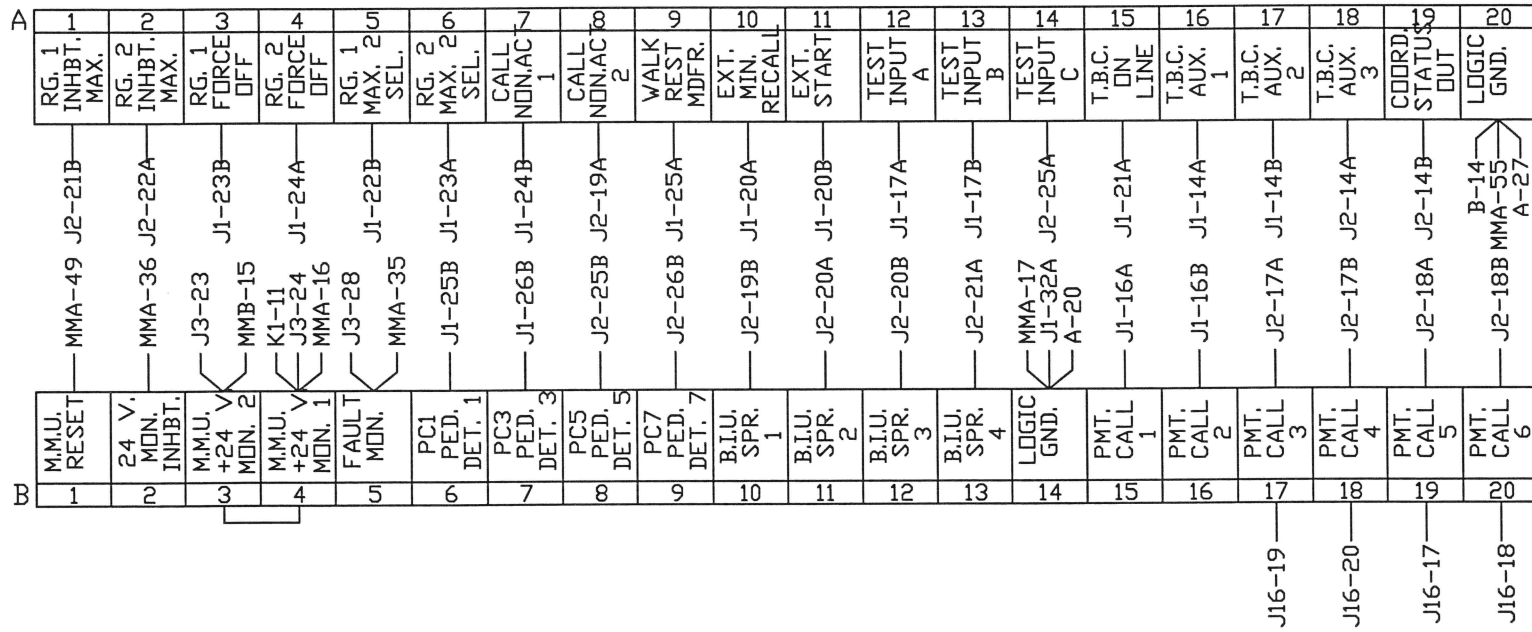 A
1 2 3 4 5 6 7 8 9 10 11 12 13 14 15 16 17 18 19 20
RG. 1
INHBT.
MAX.
RG. 2
INHBT.
MAX.
RG. 1
FORCE
OFF
RG. 2
FORCE
OFF
RG. 1
MAX. 2
SEL.
RG. 2
MAX. 2
SEL.
CALL
NON.ACT
1
CALL
NON.ACT
2
WALK
REST
MDFR.
EXT.
MIN.
RECALL
EXT.
START
TEST
INPUT
A
TEST
INPUT
B
TEST
INPUT
C
T.B.C.
ON
LINE
T.B.C.
AUX.
1
T.B.C.
AUX.
2
T.B.C.
AUX.
3
COORD.
STATUS
OUT
LOGIC
GND.
J2-21B
J2-22A
J1-23B
J1-24A
J1-22B
J1-23A
J1-24B
J2-19A
J1-25A
J1-20A
J1-20B
J1-17A
J1-17B
J2-25A
J1-21A
J1-14A
J1-14B
J2-14A
J2-14B
B-14
MMA-55
A-27
MMA-49
MMA-36
J3-23
MMB-15
K1-11
J3-24
MMA-16
J3-28
MMA-35
J1-25B
J1-26B
J2-25B
J2-26B
J2-19B
J2-20A
J2-20B
J2-21A
MMA-17
J1-32A
A-20
J1-16A
J1-16B
J2-17A
J2-17B
J2-18A
J2-18B
M.M.U.
RESET
24 V.
MON.
INHBT.
M.M.U.
+24 V
MON. 2
M.M.U.
+24 V
MON. 1
FAULT
MON.
PC1
PED.
DET. 1
PC3
PED.
DET. 3
PC5
PED.
DET. 5
PC7
PED.
DET. 7
B.I.U.
SPR.
1
B.I.U.
SPR.
2
B.I.U.
SPR.
3
B.I.U.
SPR.
4
LOGIC
GND.
PMT.
CALL
1
PMT.
CALL
2
PMT.
CALL
3
PMT.
CALL
4
PMT.
CALL
5
PMT.
CALL
6
B
1 2 3 4 5 6 7 8 9 10 11 12 13 14 15 16 17 18 19 20
J16-19
J16-20
J16-17
J16-18